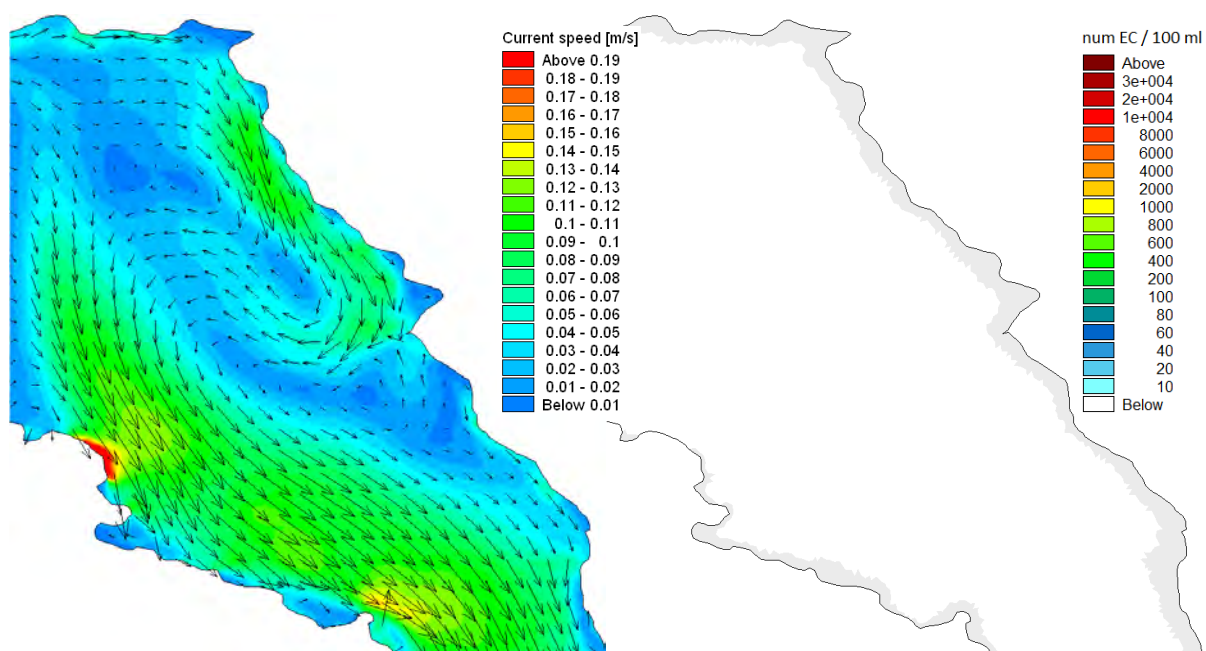 Current speed [m/s]
Above 0.19
0.18 - 0.19
0.17 - 0.18
0.16 - 0.17
0.15 - 0.16
0.14 - 0.15
0.13 - 0.14
0.12 - 0.13
0.11 - 0.12
0.1 - 0.11
0.09 - 0.1
0.08 - 0.09
0.07 - 0.08
0.06 - 0.07
0.05 - 0.06
0.04 - 0.05
0.03 - 0.04
0.02 - 0.03
0.01 - 0.02
Below 0.01
num EC / 100 ml
Above
3e+004
2e+004
1e+004
8000
6000
4000
2000
1000
800
600
400
200
100
80
60
40
20
10
Below